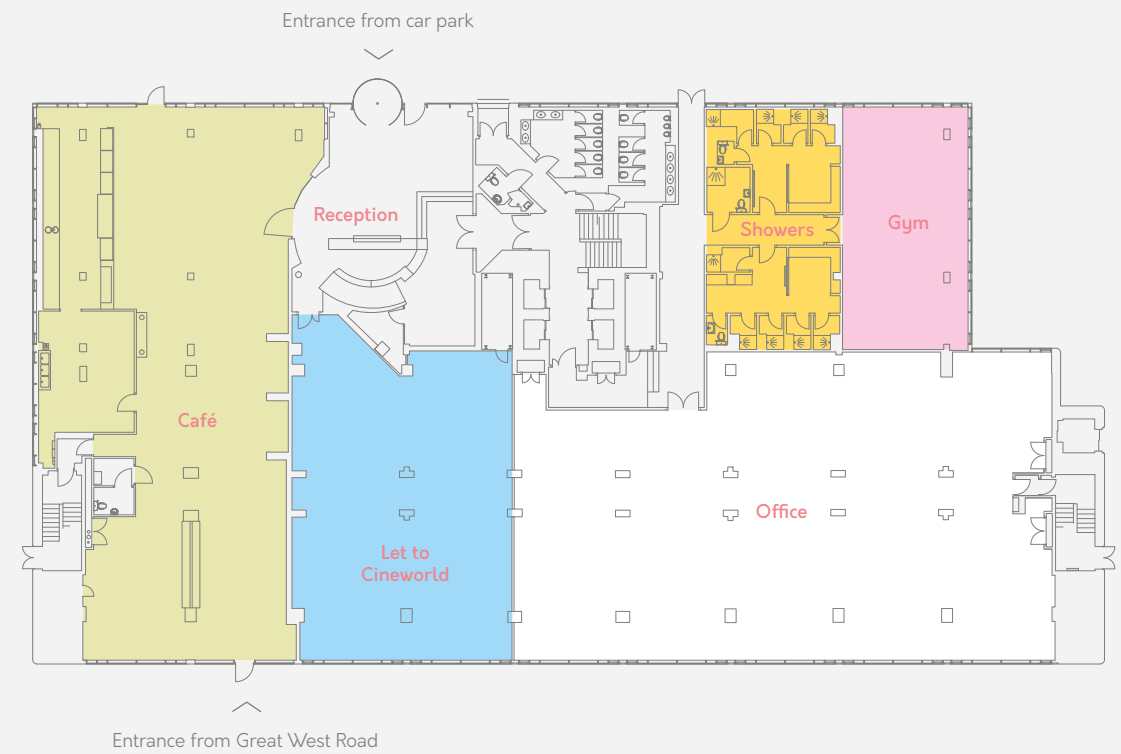 Entrance from car park
Reception
Showers
Gym
Café
Office
Let to
Cineworld
Entrance from Great West Road